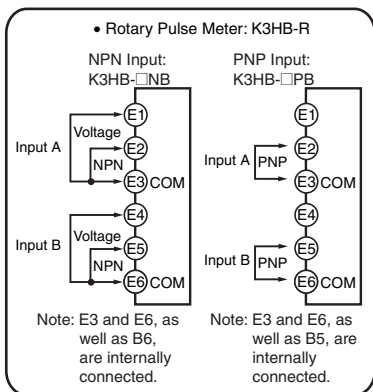 • Rotary Pulse Meter: K3HB-R
NPN Input:
K3HB-□NB
E1
Voltage
Input A
E2
NPN
E3 COM
E4
Voltage
Input B
E5
NPN
E6 COM
Note: E3 and E6, as
well as B6,
are internally
connected.
PNP Input:
K3HB-□PB
E1
E2
Input A
PNP
E3 COM
E4
E5
Input B
PNP
E6 COM
Note: E3 and E6, as
well as B5, are
internally
connected.